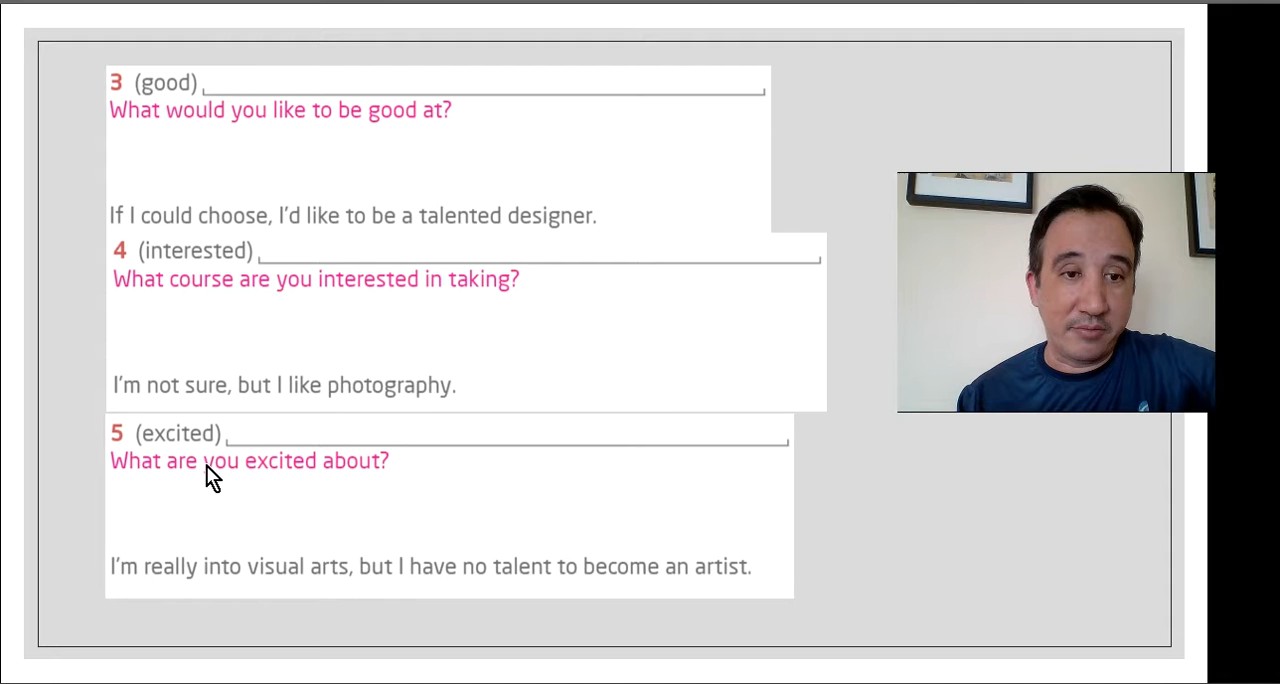 3 (good)
What would you like to be good at?
If I could choose, I'd like to be a talented designer.
4 (interested)
What course are you interested in taking?
I'm not sure, but I like photography.
5 (excited)
What are you excited about?
I'm really into visual arts, but I have no talent to become an artist.